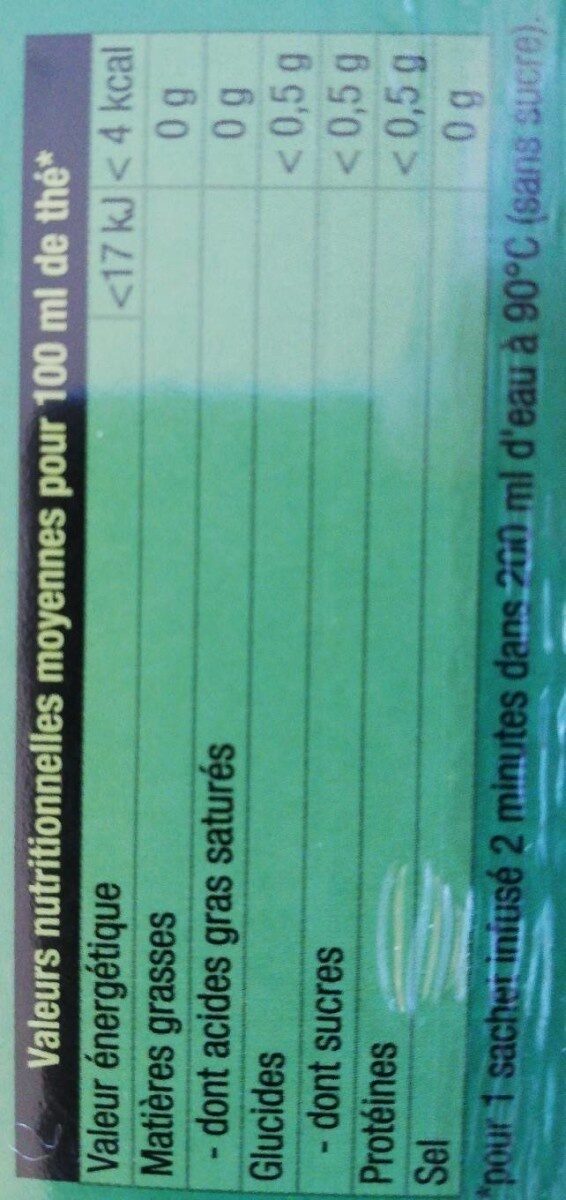 Valeurs nutritionnelles moyennes pour 100 ml de thé*
Valeur énergétique <17 kJ < 4 kcal
Matières grasses 0 g
- dont acides gras saturés 0 g
Glucides < 0,5 g
- dont sucres < 0,5 g
Protéines < 0,5 g
Sel 0 g
*pour 1 sachet infusé 2 minutes dans 200 ml d'eau à 90°C (sans sucre).